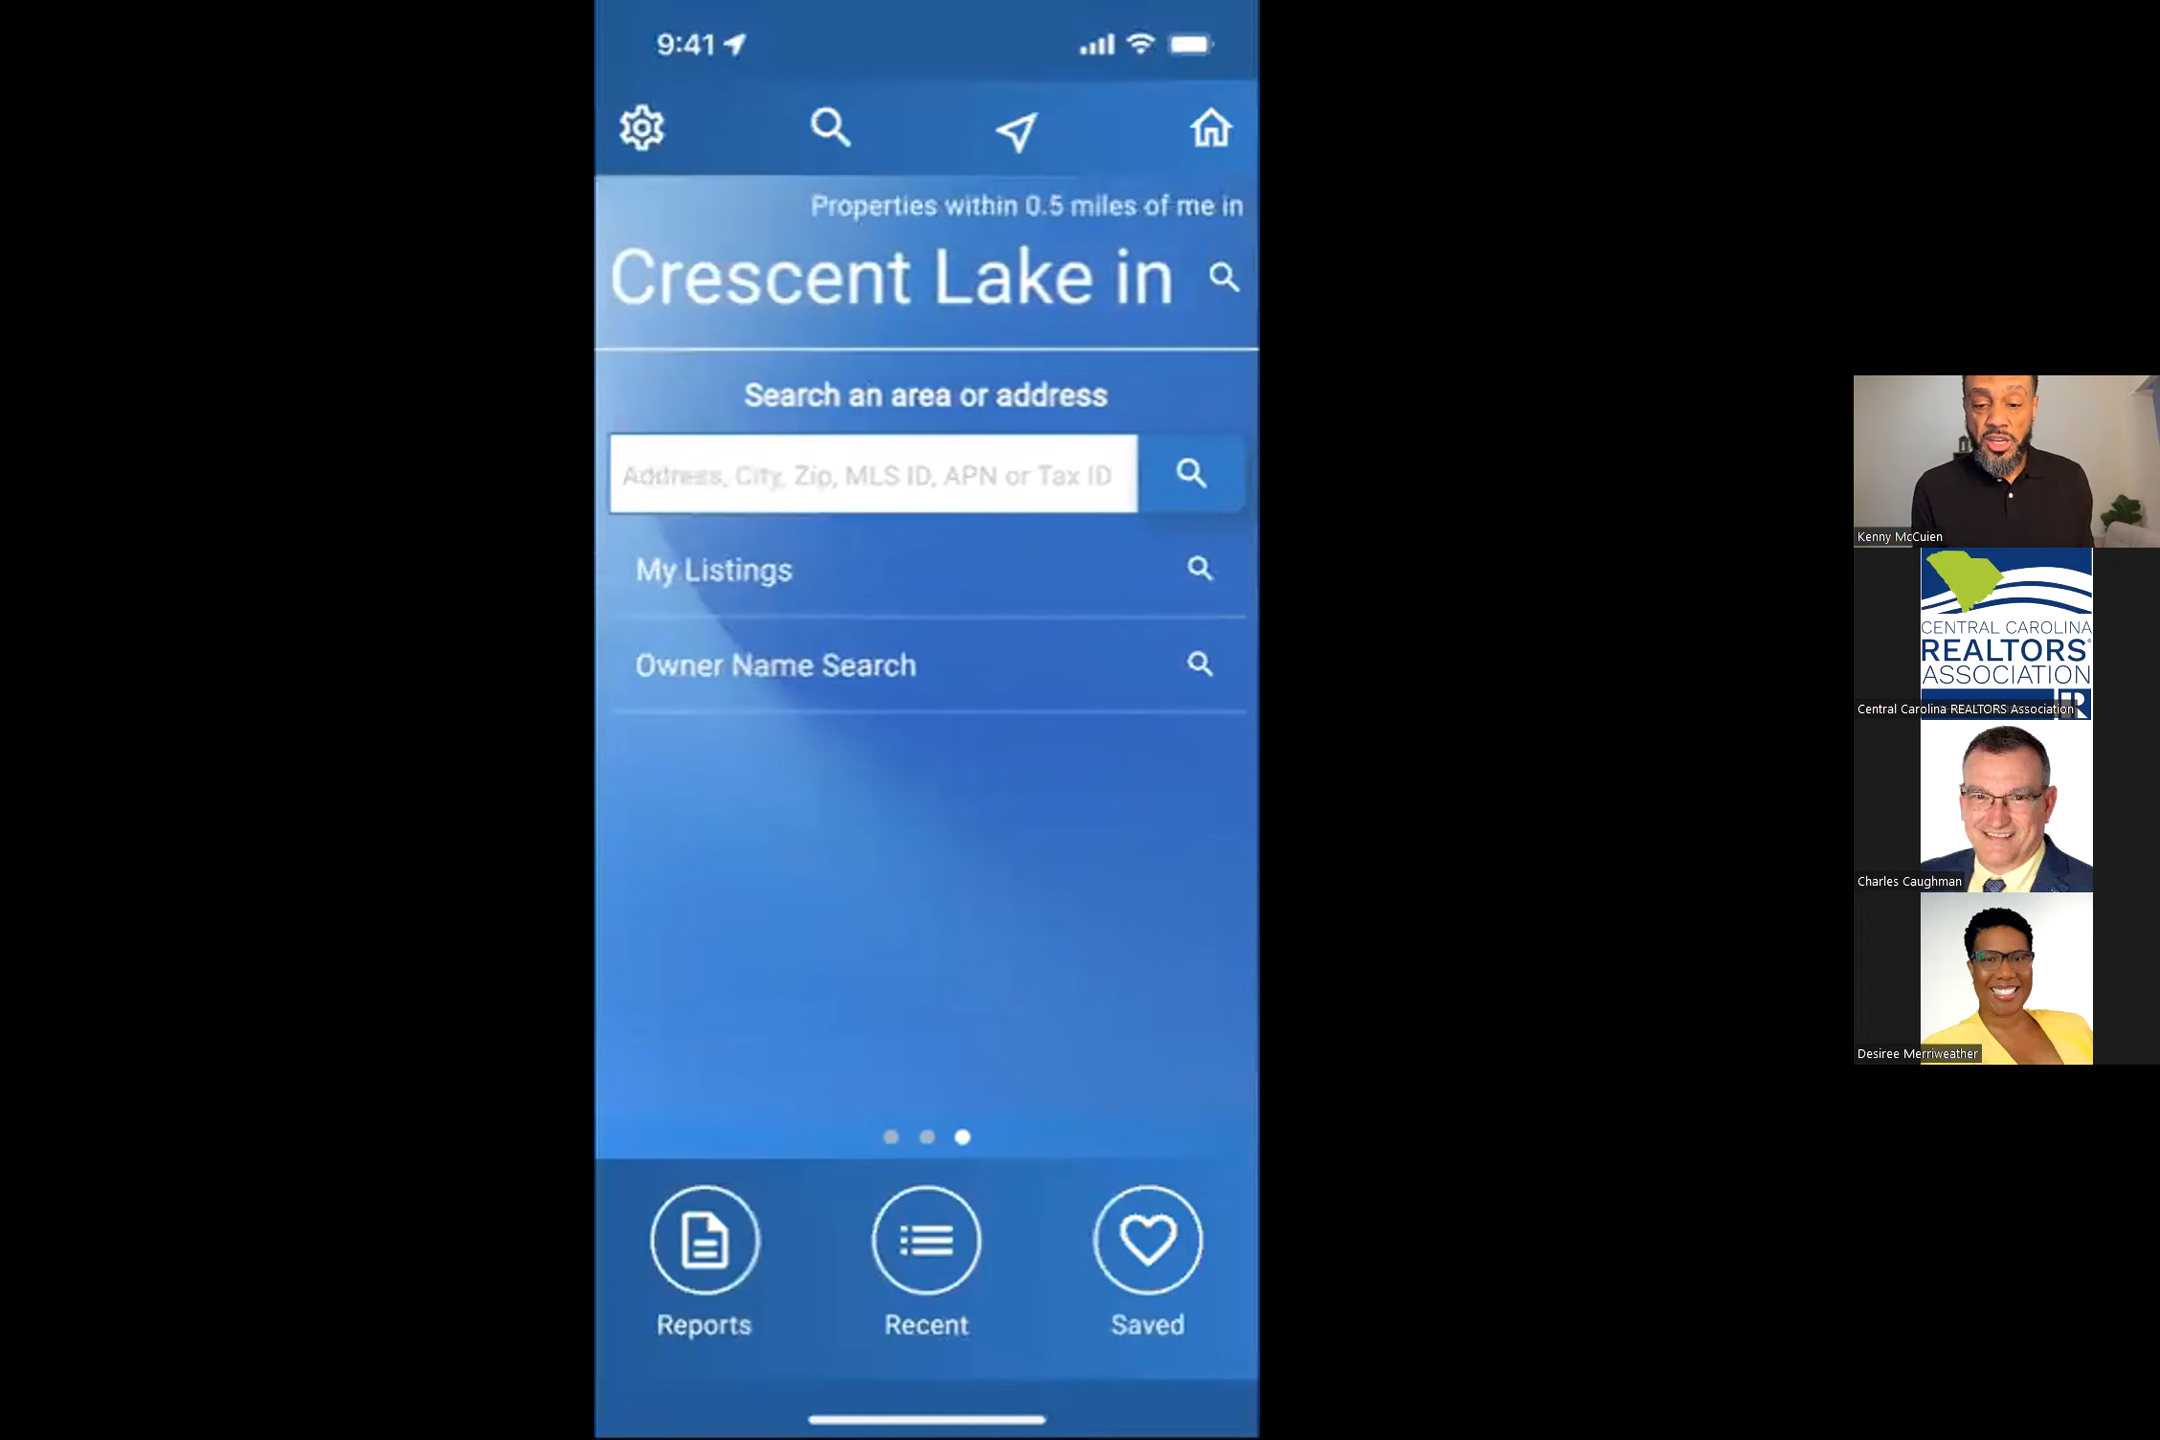 9:41
Properties within 0.5 miles of me in
Crescent Lake in
Search an area or address
Address, City, Zip, MLS ID, APN or Tax ID
My Listings
Owner Name Search
Reports
Recent
Saved
Kenny McCuien
CENTRAL CAROLINA
REALTORS®
ASSOCIATION
Central Carolina REALTORS Association
Charles Caughman
Desiree Merriweather